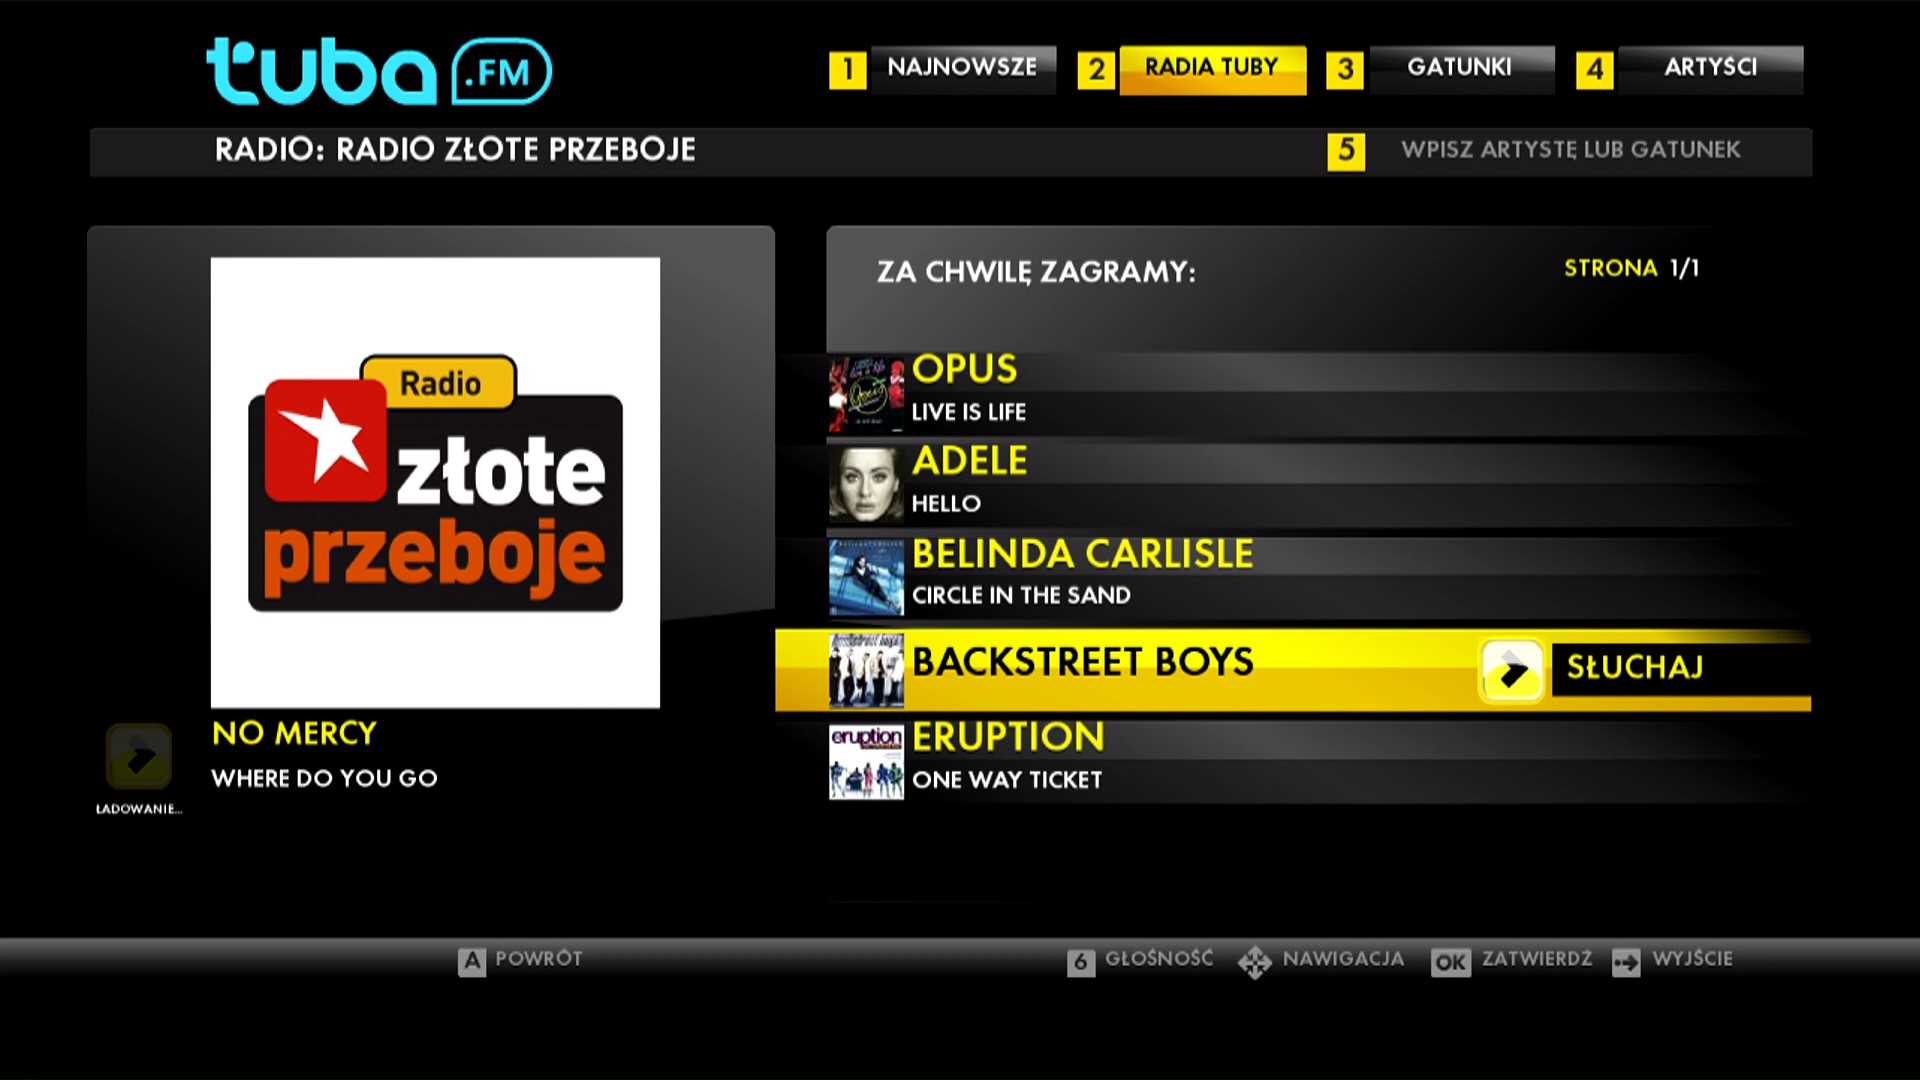 tuba.FM
1 NAJNOWSZE
2 RADIA TUBY
3 GATUNKI
4 ARTYŚCI
RADIO: RADIO ZŁOTE PRZEBOJE
5 WPISZ ARTYSTĘ LUB GATUNEK
Radio
złote
przeboje
NO MERCY
WHERE DO YOU GO
ŁADOWANIE...
ZA CHWILĘ ZAGRAMY:
STRONA 1/1
OPUS
LIVE IS LIFE
ADELE
HELLO
BELINDA CARLISLE
CIRCLE IN THE SAND
BACKSTREET BOYS
SŁUCHAJ
eruption
ERUPTION
ONE WAY TICKET
A POWRÓT
6 GŁOŚNOŚĆ
NAWIGACJA
OK ZATWIERDŹ
WYJŚCIE